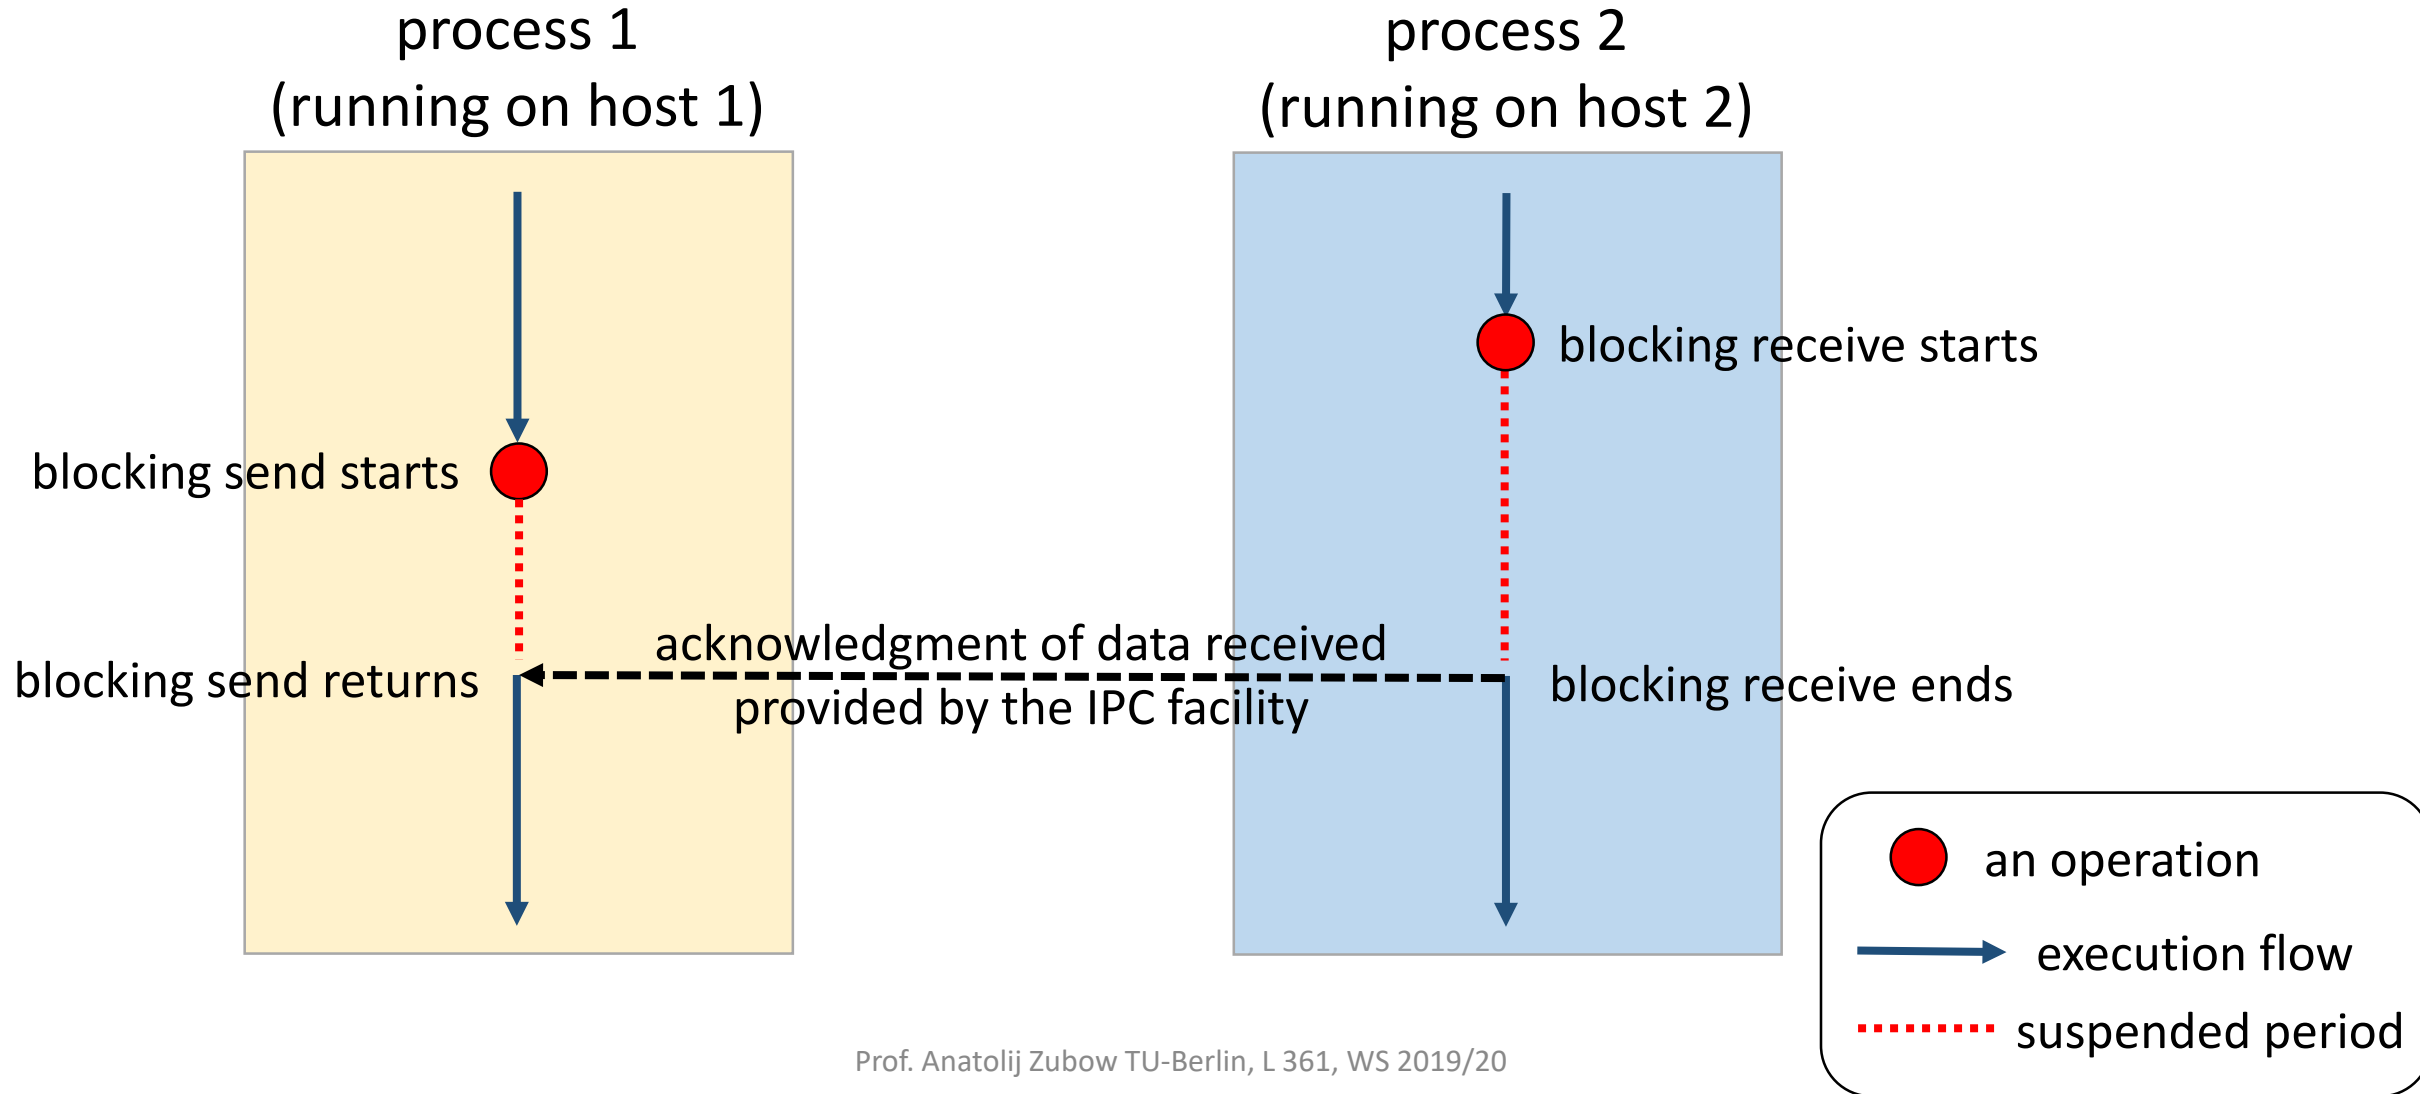 process 1
(running on host 1)
process 2
(running on host 2)
blocking receive starts
blocking send starts
acknowledgment of data received
blocking send returns
provided by the IPC facility
blocking receive ends
an operation
execution flow
suspended period
Prof. Anatolij Zubow TU-Berlin, L 361, WS 2019/20